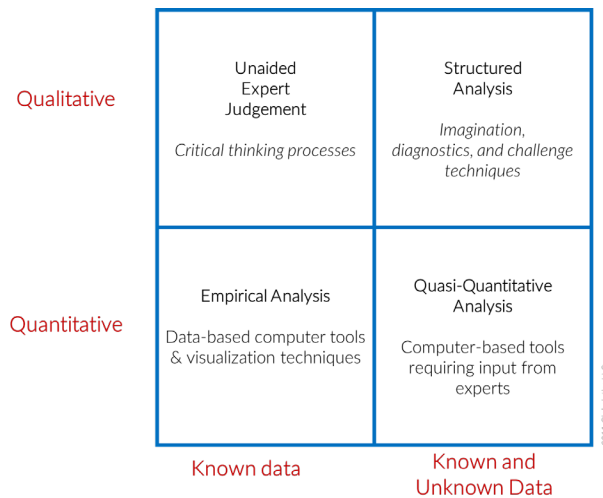 Qualitative
Unaided
Expert
Judgement
Critical thinking processes
Structured
Analysis
Imagination,
diagnostics, and challenge
techniques
Quantitative
Empirical Analysis
Data-based computer tools
& visualization techniques
Quasi-Quantitative
Analysis
Computer-based tools
requiring input from
experts
Known data
Known and
Unknown Data